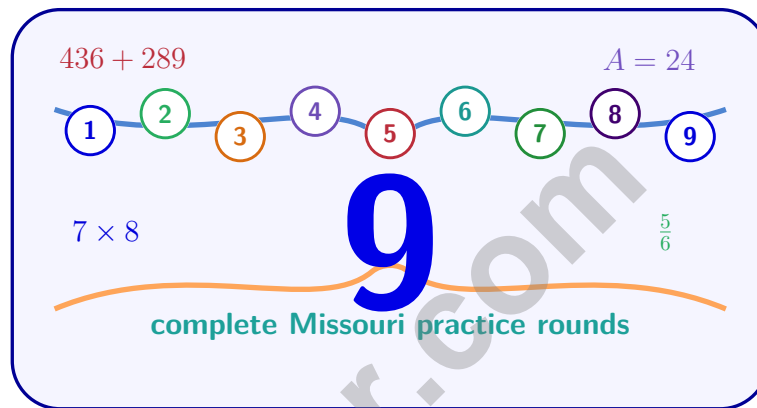 436 + 289
A = 24
1 2 3 4 5 6 7 8 9
7 × 8
9
5/6
complete Missouri practice rounds
r.com